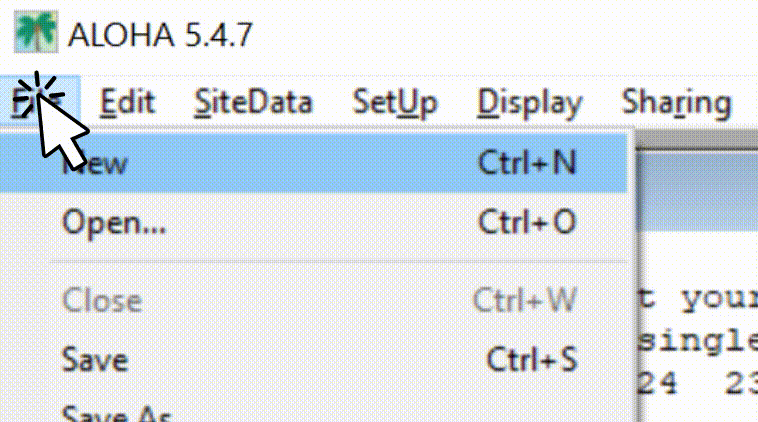 ALOHA 5.4.7
File Edit SiteData SetUp Display Sharing
New Ctrl+N
Open... Ctrl+O
Close Ctrl+W
t your
Save Ctrl+S
single
24 23
Save As